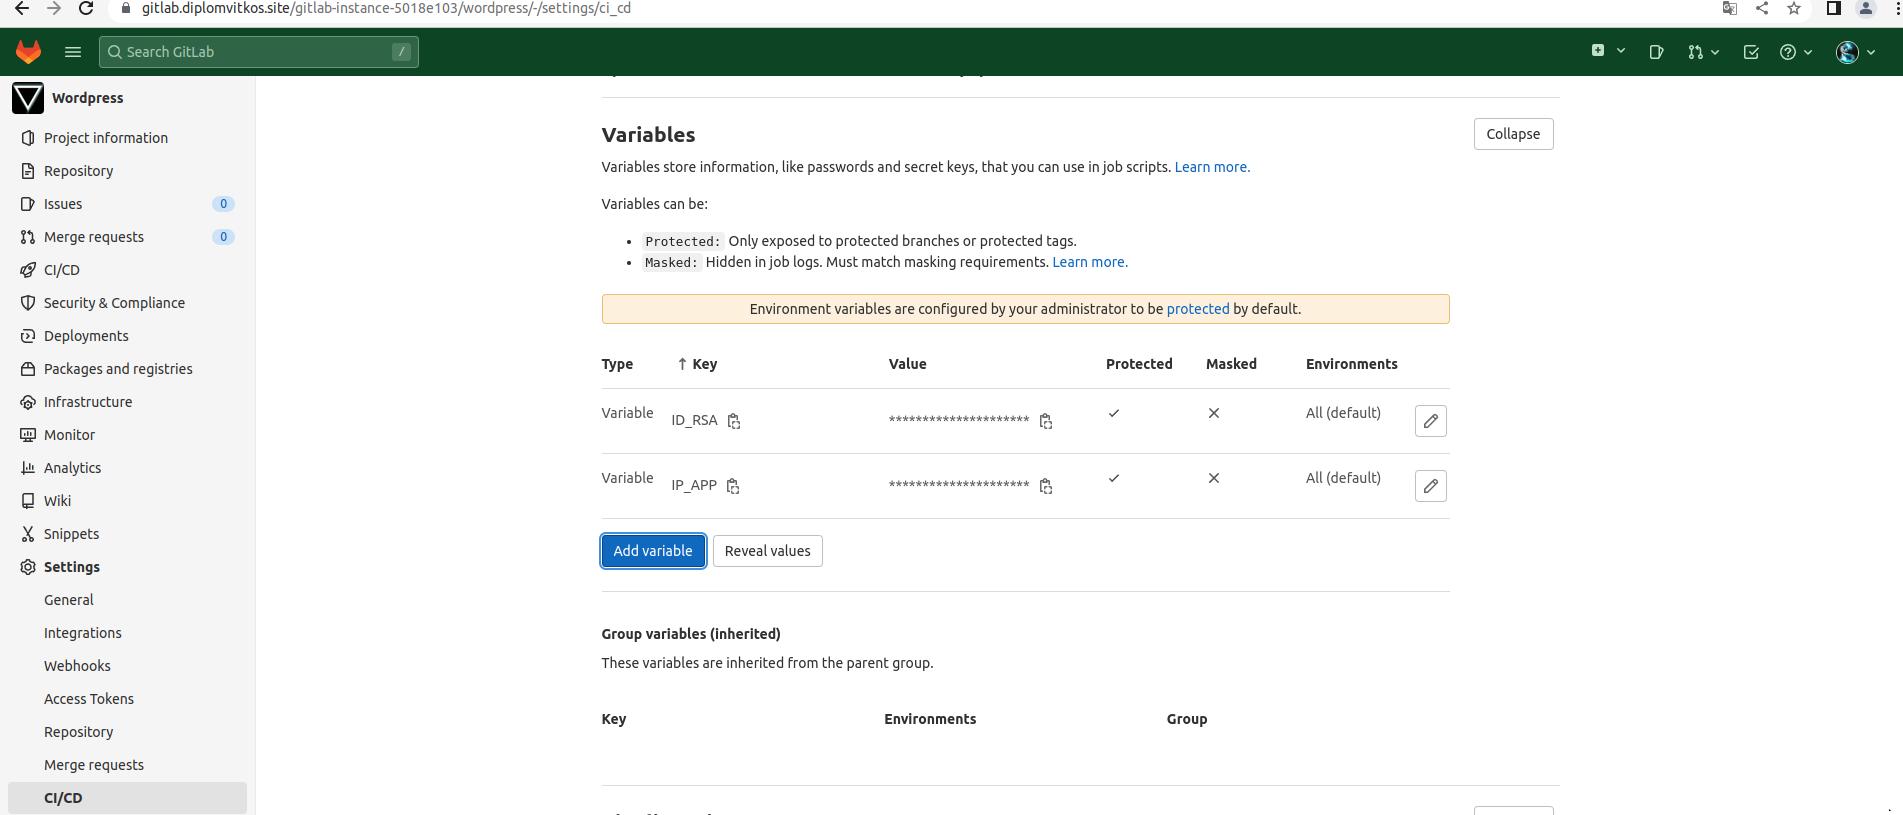 gitlab.diplomvitkos.site/gitlab-instance-5018e103/wordpress/-/settings/ci_cd
Search GitLab /
Wordpress
Project information
Repository
Issues 0
Merge requests 0
CI/CD
Security & Compliance
Deployments
Packages and registries
Infrastructure
Monitor
Analytics
Wiki
Snippets
Settings
General
Integrations
Webhooks
Access Tokens
Repository
Merge requests
CI/CD
Variables
Collapse
Variables store information, like passwords and secret keys, that you can use in job scripts. Learn more.
Variables can be:
• Protected: Only exposed to protected branches or protected tags.
• Masked: Hidden in job logs. Must match masking requirements. Learn more.
Environment variables are configured by your administrator to be protected by default.
Type ↑ Key Value Protected Masked Environments
Variable ID_RSA ********************* ✓ ✕ All (default)
Variable IP_APP ********************* ✓ ✕ All (default)
Add variable Reveal values
Group variables (inherited)
These variables are inherited from the parent group.
Key Environments Group